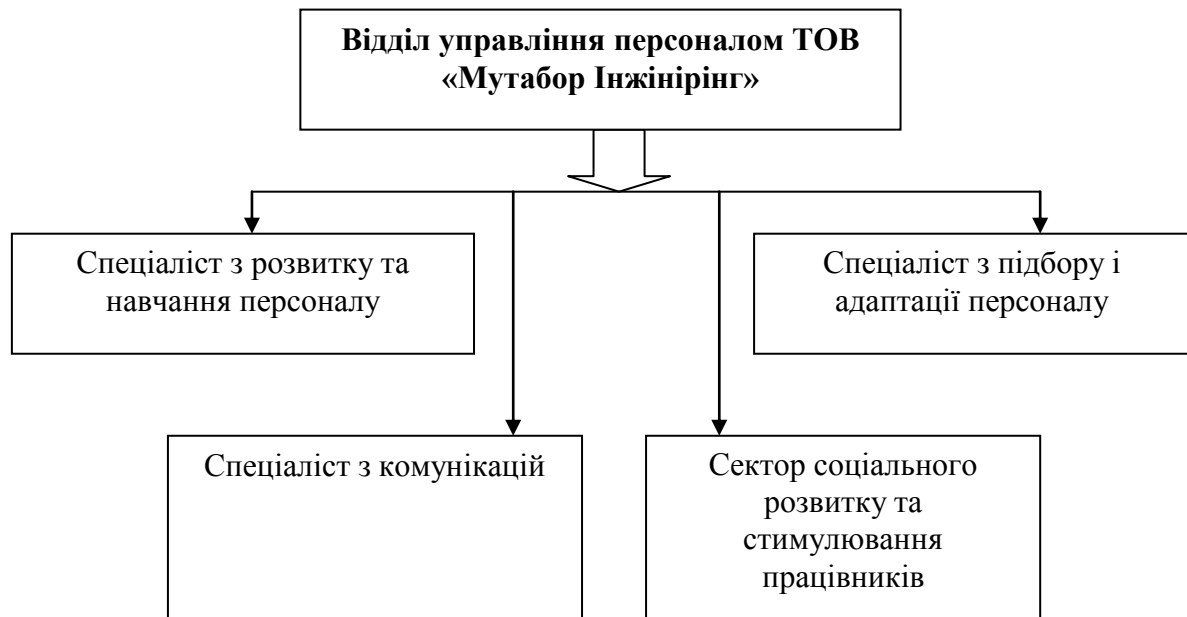 Відділ управління персоналом ТОВ
«Мутабор Інжинірінг»
Спеціаліст з розвитку та
навчання персоналу
Спеціаліст з підбору і
адаптації персоналу
Спеціаліст з комунікацій
Сектор соціального
розвитку та
стимулювання
працівників